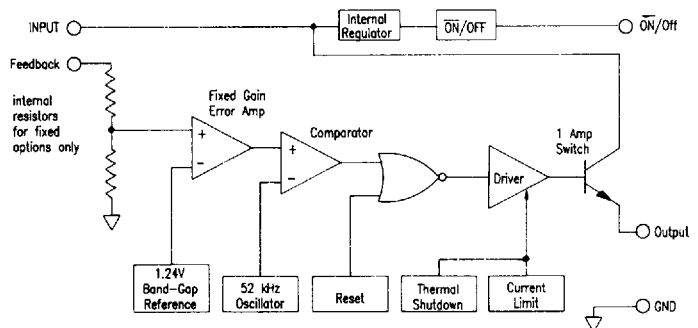 INPUT
Internal
Regulator
ON/OFF
ON/Off
Feedback
internal
resistors
for fixed
options only
Fixed Gain
Error Amp
+
-
Comparator
+
-
Driver
1 Amp
Switch
Output
1.24V
Band-Gap
Reference
52 kHz
Oscillator
Reset
Thermal
Shutdown
Current
Limit
GND